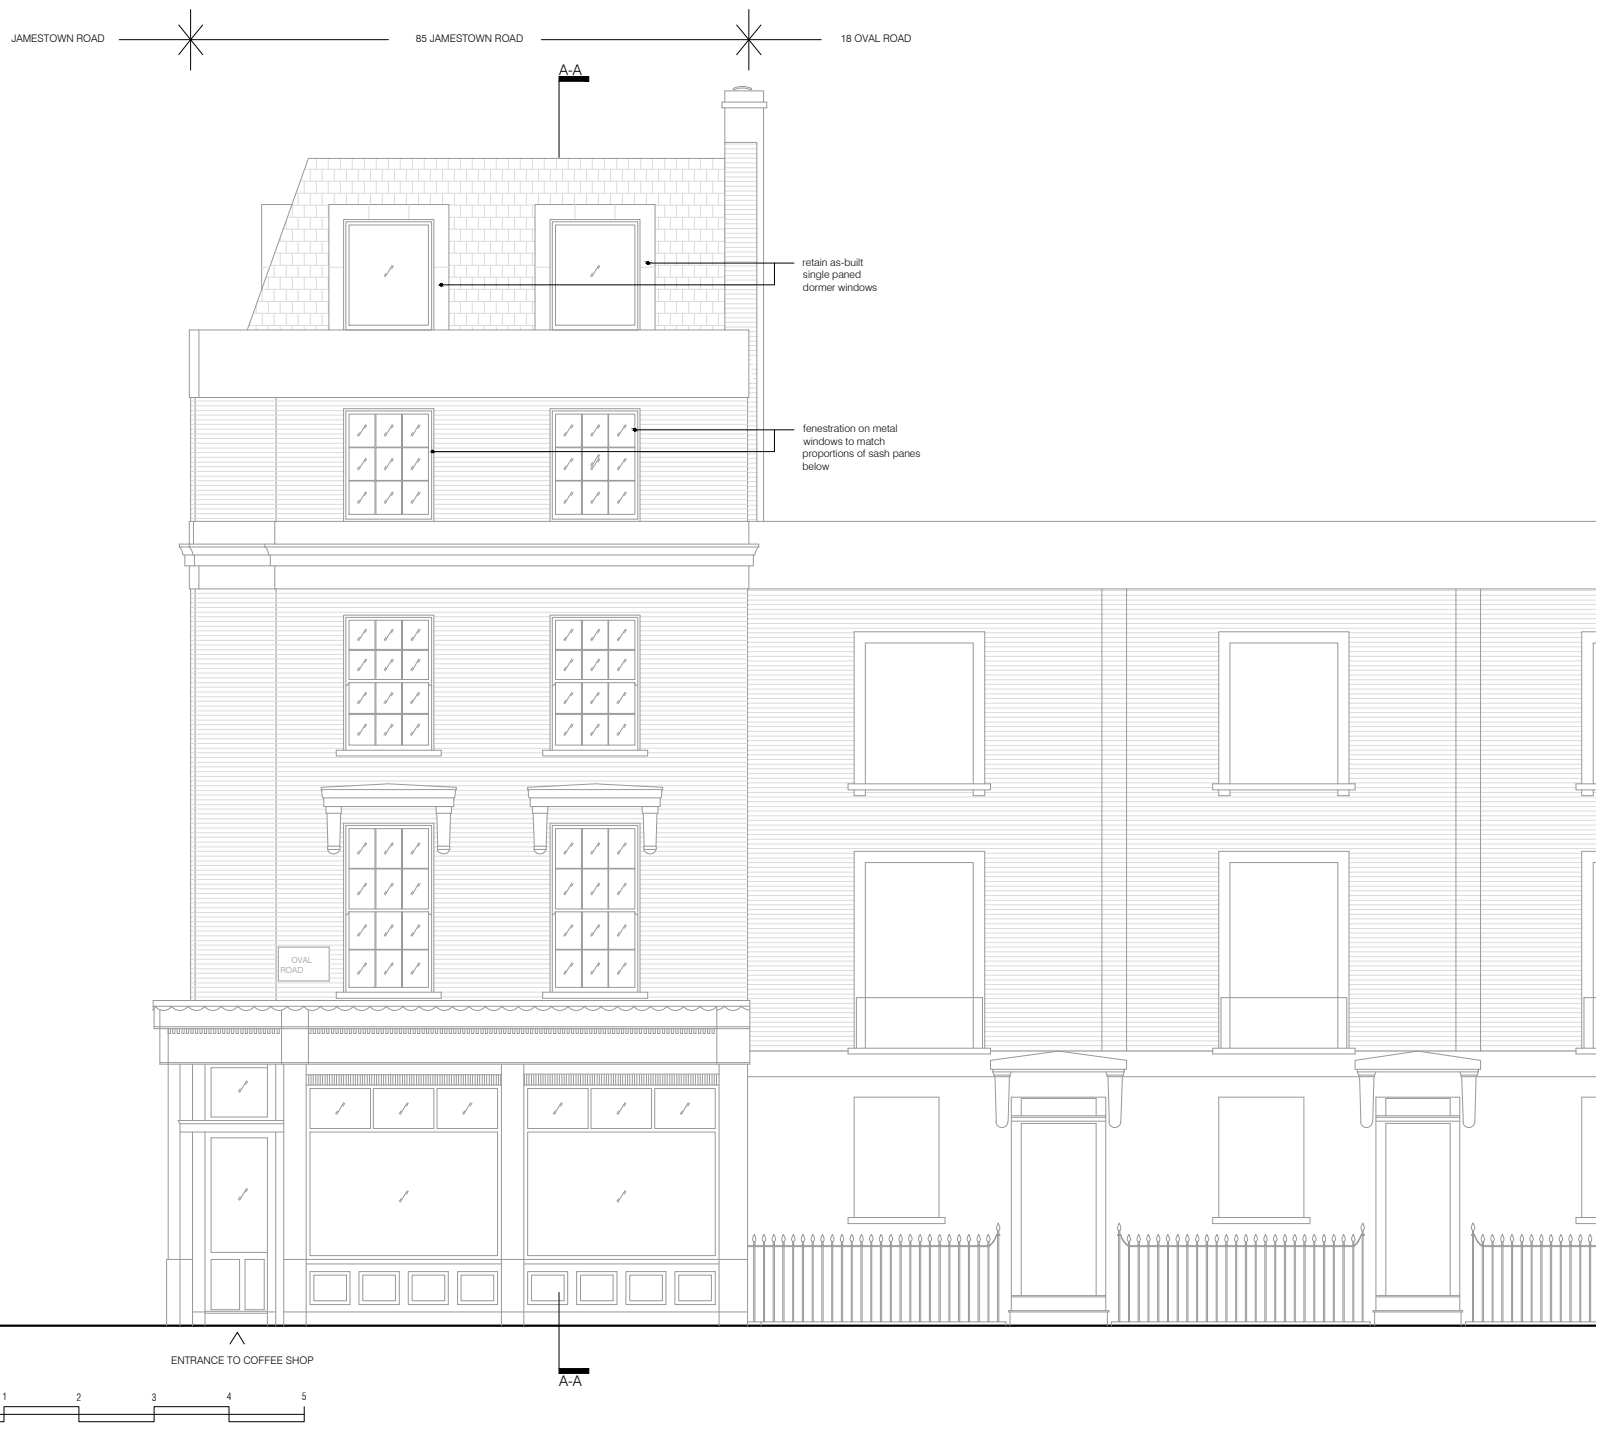 JAMESTOWN ROAD
85 JAMESTOWN ROAD
18 OVAL ROAD
A-A
retain as-built
single paned
dormer windows
fenestration on metal
windows to match
proportions of sash panes
below
OVAL
ROAD
ENTRANCE TO COFFEE SHOP
A-A
1 2 3 4 5